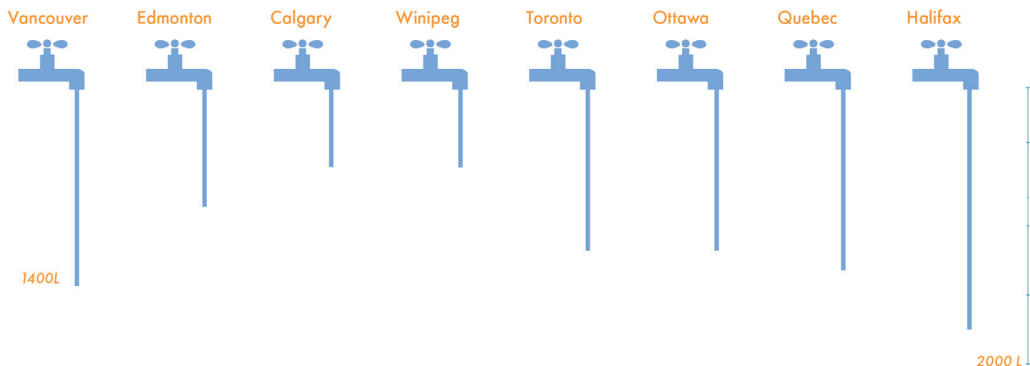 Vancouver
Edmonton
Calgary
Winipeg
Toronto
Ottawa
Quebec
Halifax
1400L
2000 L